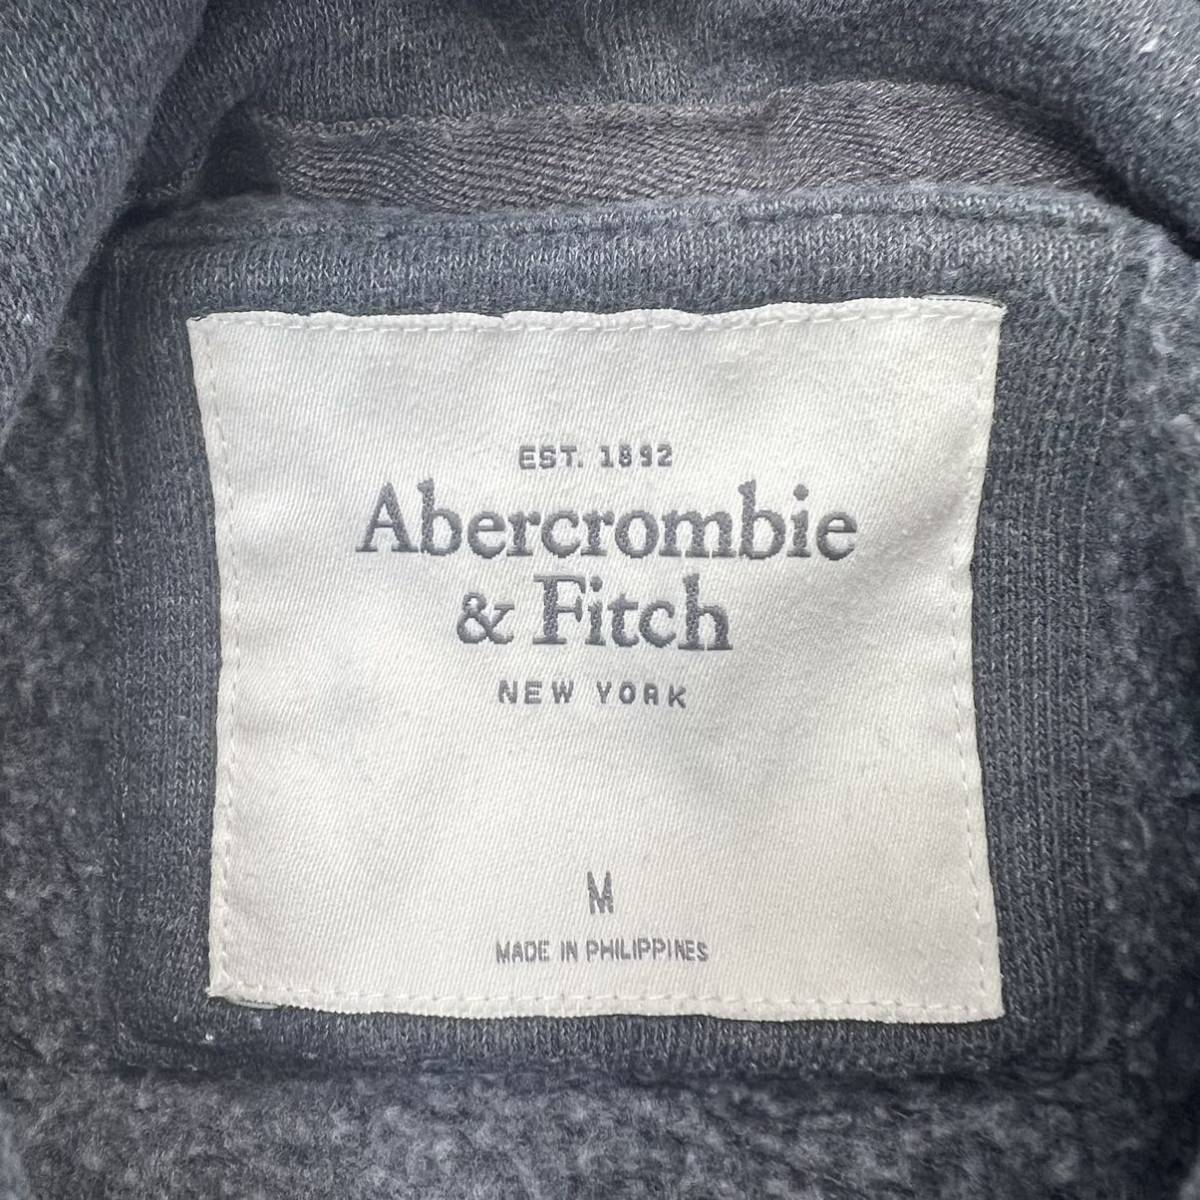 EST. 1892
Abercrombie
& Fitch
NEW YORK
M
MADE IN PHILIPPINES